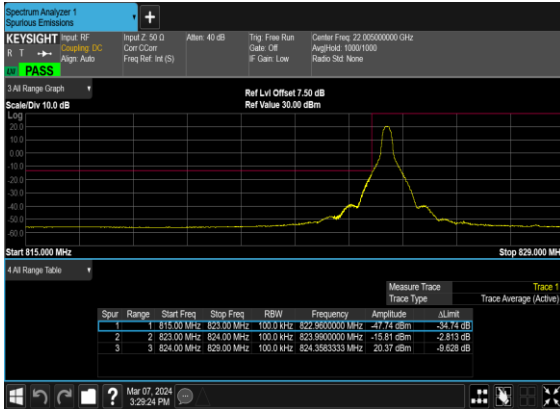 Spectrum Analyzer 1
Spurious Emissions
+
KEYSIGHT Input: RF Input Z: 50 Ω Atten: 40 dB Trig: Free Run Center Freq: 22.005000000 GHz
R T Coupling: DC Corr CCorr Gate: Off Avg|Hold: 1000/1000
Align: Auto Freq Ref: Int (S) IF Gain: Low Radio Std: None
PASS
3 All Range Graph
Ref Lvl Offset 7.50 dB
Scale/Div 10.0 dB Ref Value 30.00 dBm
Log
20.0
10.0
0.00
-10.0
-20.0
-30.0
-40.0
-50.0
-60.0
Start 815.000 MHz Stop 829.000 MH
4 All Range Table
Measure Trace Trace 1
Trace Type Trace Average (Active)
Spur Range Start Freq Stop Freq RBW Frequency Amplitude ΔLimit
1 1 815.00 MHz 823.00 MHz 100.0 kHz 822.9600000 MHz -47.74 dBm -34.74 dB
2 2 823.00 MHz 824.00 MHz 100.0 kHz 823.9900000 MHz -15.81 dBm -2.813 dB
3 3 824.00 MHz 829.00 MHz 100.0 kHz 824.3583333 MHz 20.37 dBm -9.628 dB
? Mar 07, 2024
3:29:24 PM